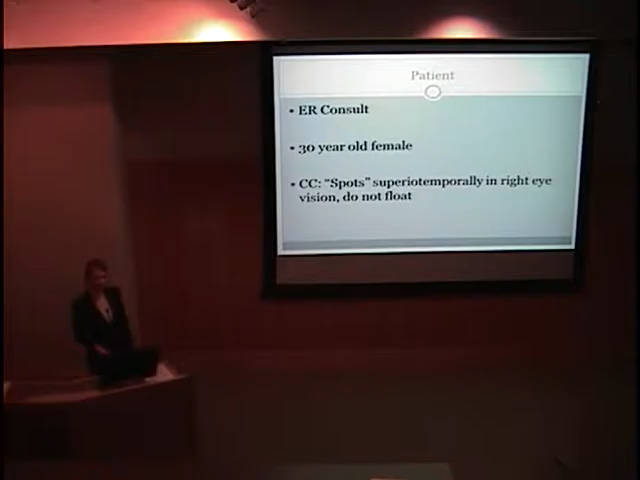 Patient
• ER Consult
• 30 year old female
• CC: “Spots” superiotemporally in right eye
vision, do not float